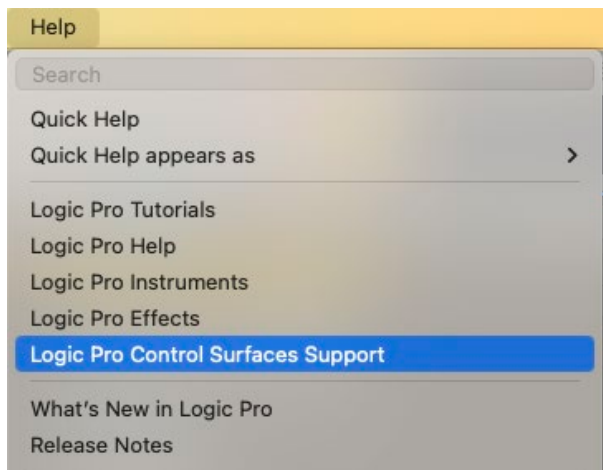 Help
Search
Quick Help
Quick Help appears as
Logic Pro Tutorials
Logic Pro Help
Logic Pro Instruments
Logic Pro Effects
Logic Pro Control Surfaces Support
What's New in Logic Pro
Release Notes